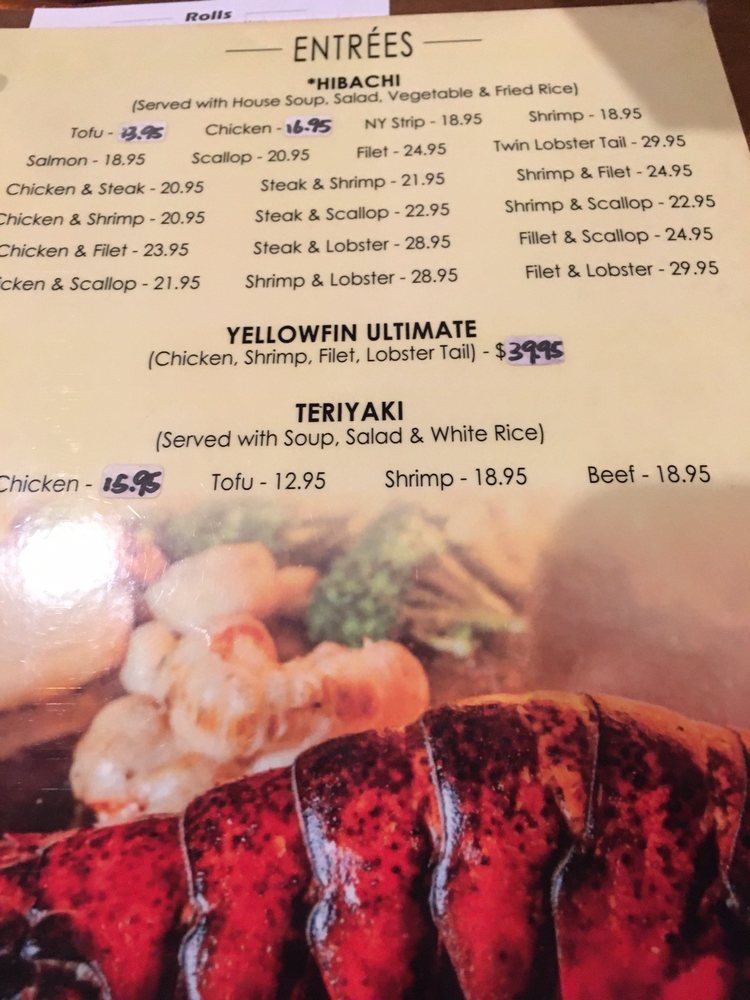 Rolls
ENTRÉES
*HIBACHI
(Served with House Soup, Salad, Vegetable & Fried Rice)
Tofu - 13.95 Chicken - 16.95 NY Strip - 18.95 Shrimp - 18.95
Salmon - 18.95 Scallop - 20.95 Filet - 24.95 Twin Lobster Tail - 29.95
Chicken & Steak - 20.95 Steak & Shrimp - 21.95 Shrimp & Filet - 24.95
Chicken & Shrimp - 20.95 Steak & Scallop - 22.95 Shrimp & Scallop - 22.95
Chicken & Filet - 23.95 Steak & Lobster - 28.95 Fillet & Scallop - 24.95
icken & Scallop - 21.95 Shrimp & Lobster - 28.95 Filet & Lobster - 29.95
YELLOWFIN ULTIMATE
(Chicken, Shrimp, Filet, Lobster Tail) - $39.95
TERIYAKI
(Served with Soup, Salad & White Rice)
Chicken - 15.95 Tofu - 12.95 Shrimp - 18.95 Beef - 18.95